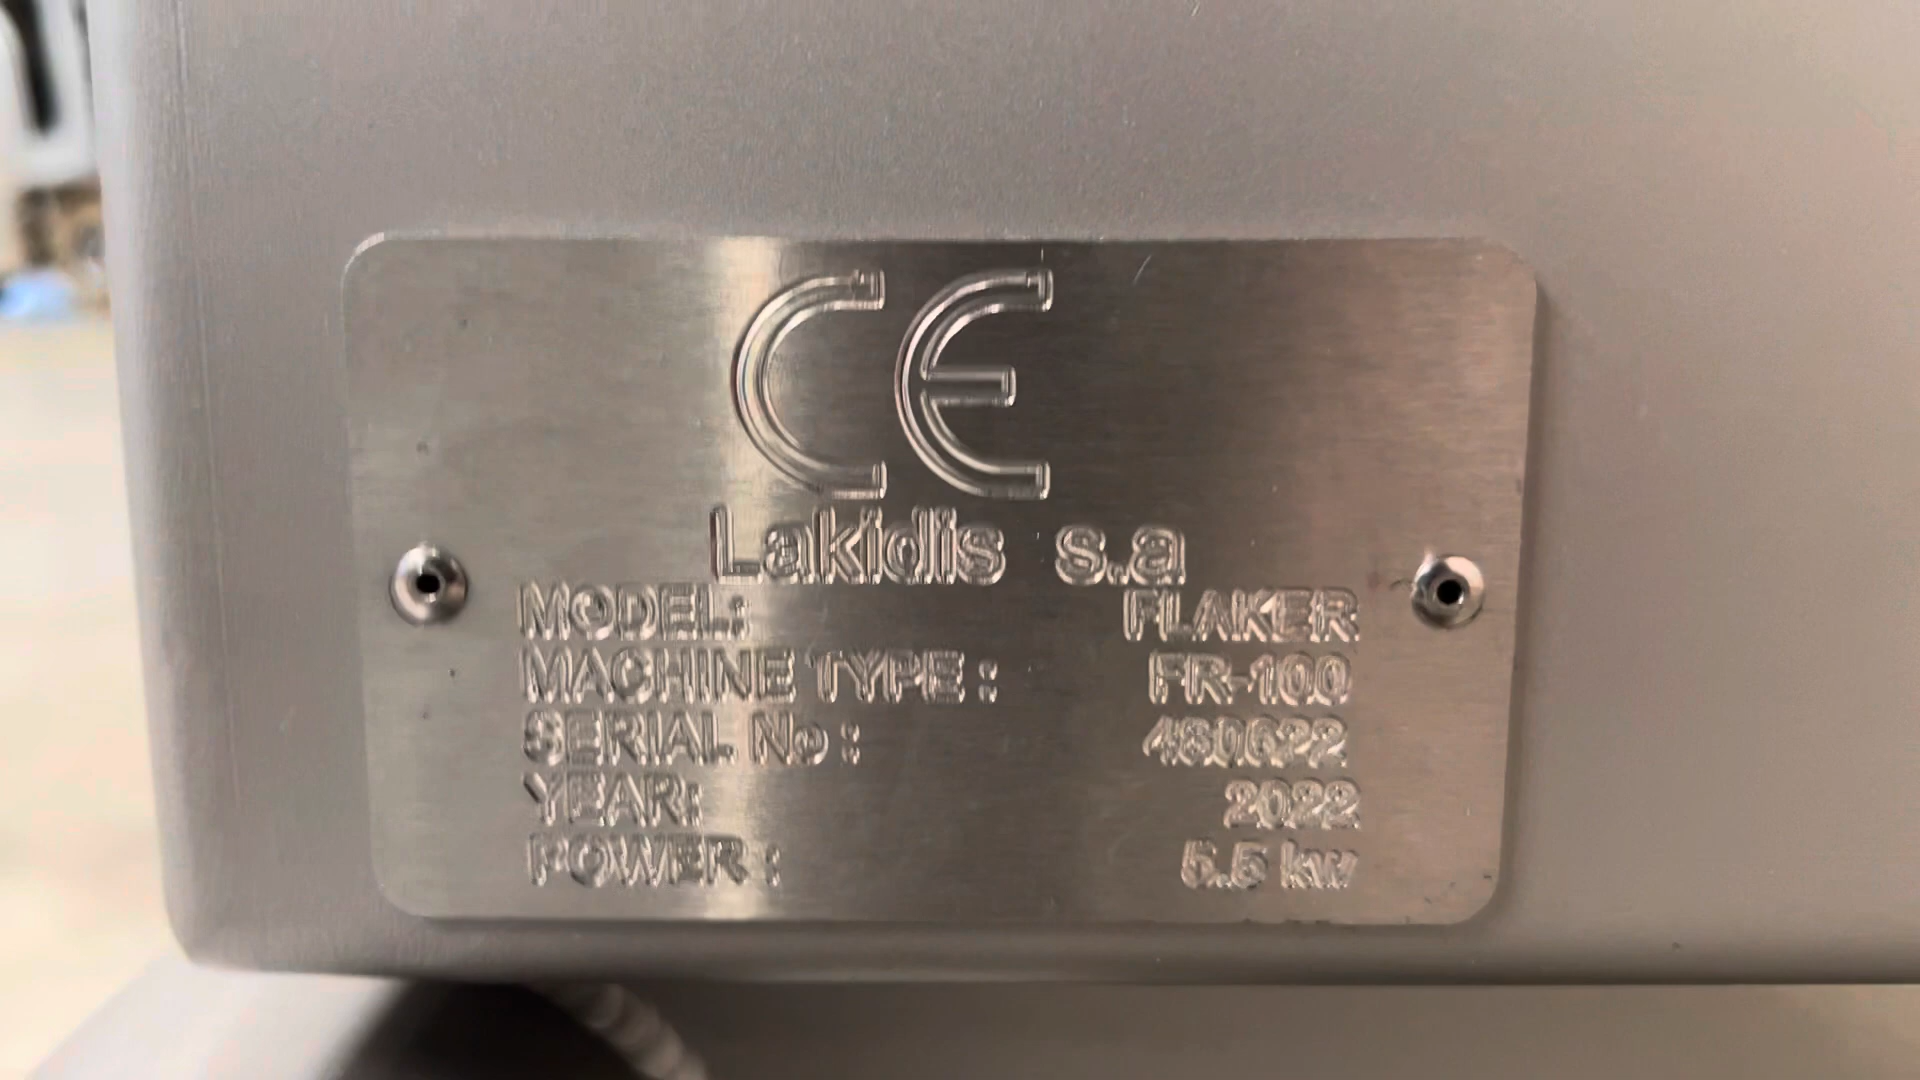 CE
Lakidis s.a
MODEL: FLAKER
MACHINE TYPE : FR-100
SERIAL No : 480622
YEAR: 2022
POWER : 5.5 kw